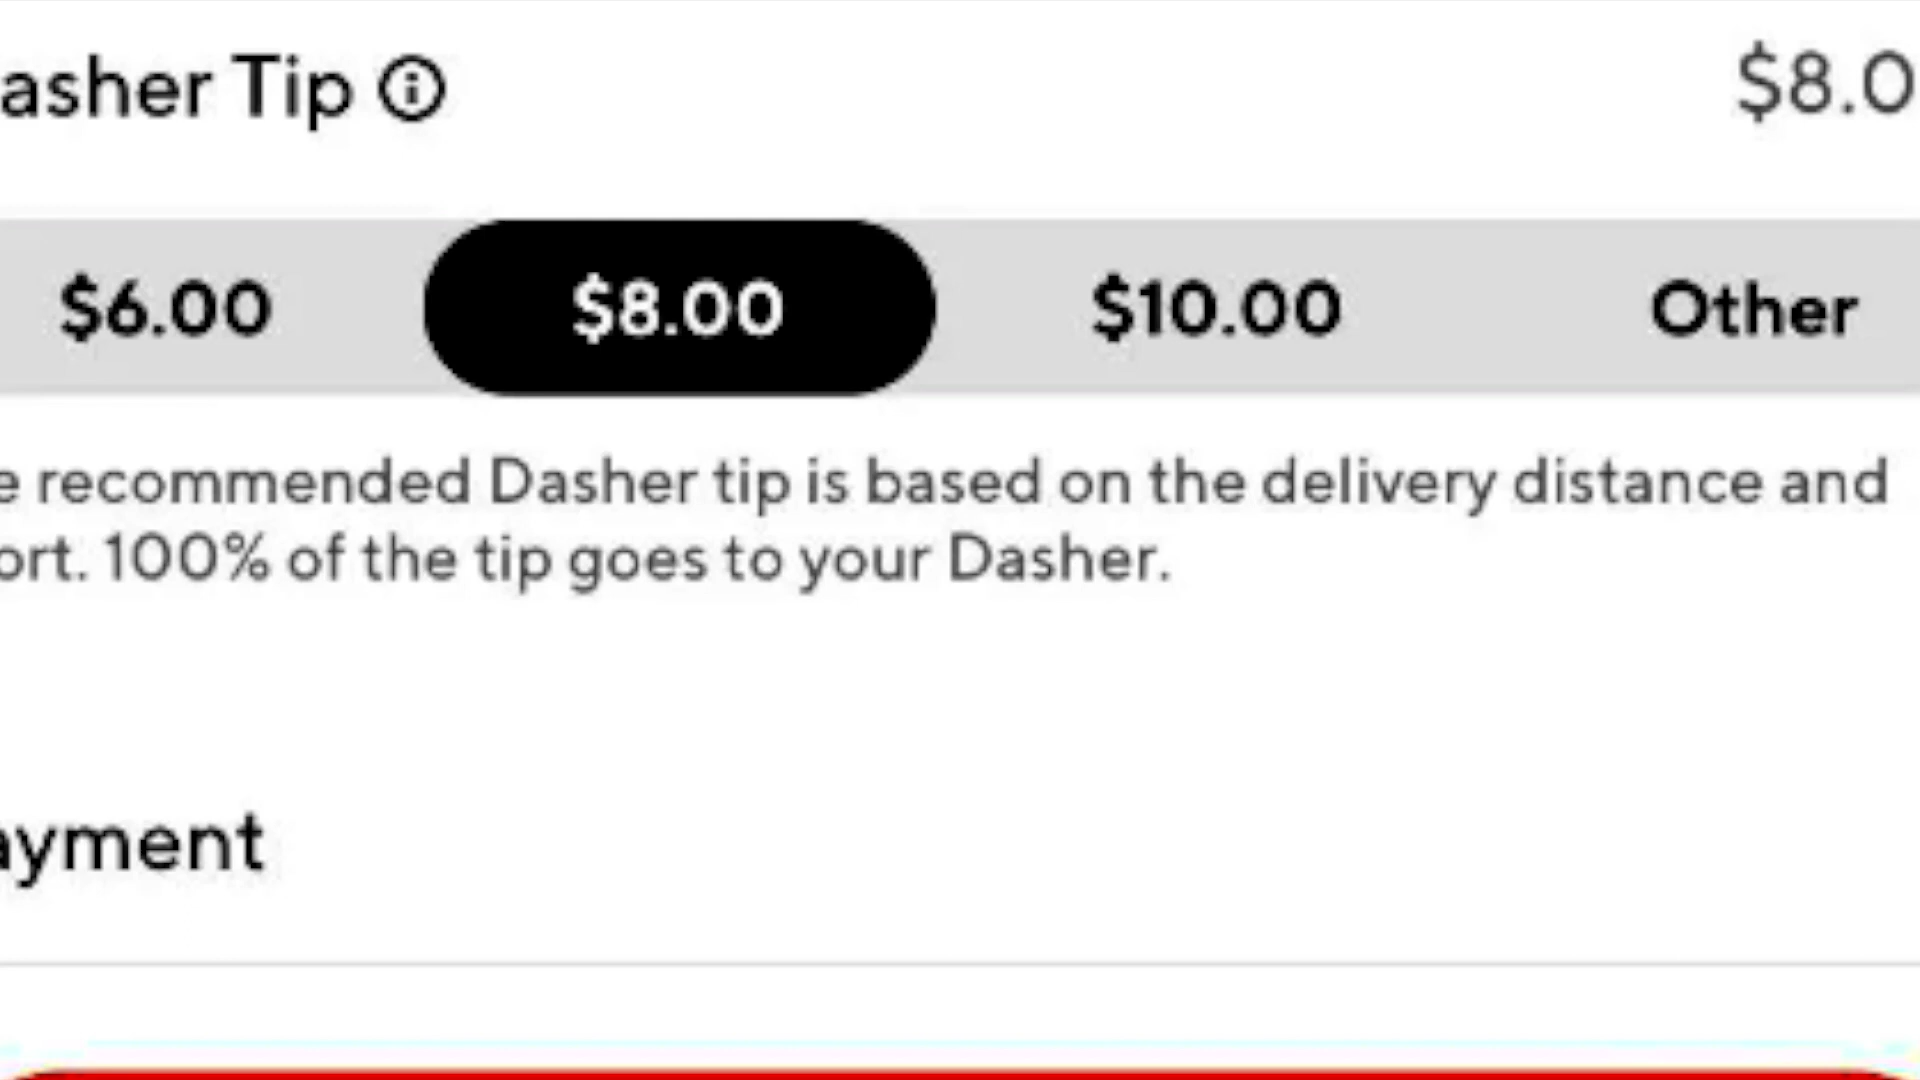 asher Tip ⓘ $8.0
$6.00 $8.00 $10.00 Other
e recommended Dasher tip is based on the delivery distance and
ort. 100% of the tip goes to your Dasher.
ayment